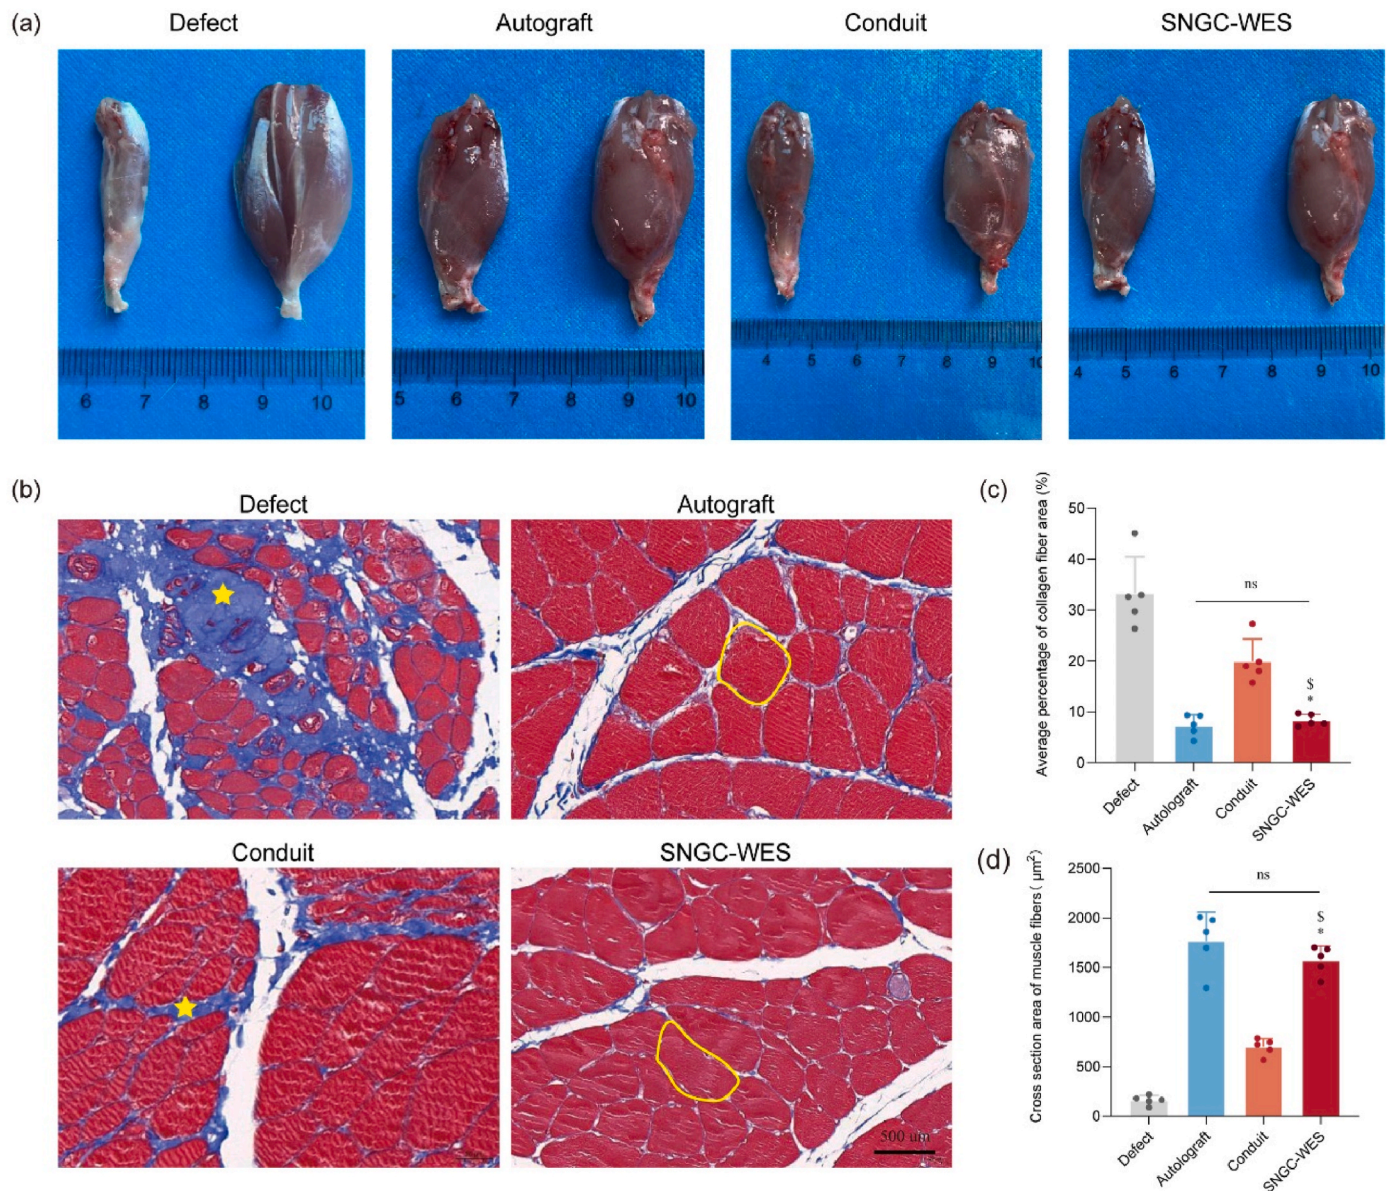 (a)
Defect
Autograft
Conduit
SNGC-WES
6 7 8 9 10
5 6 7 8 9 10
4 5 6 7 8 9 10
4 5 6 7 8 9 10
(b)
Defect
Autograft
Conduit
SNGC-WES
500 um
(c)
Average percentage of collagen fiber area (%)
50
40
30
20
10
0
ns
$
*
Defect
Autolograft
Conduit
SNGC-WES
(d)
Cross section area of muscle fibers ( μm²)
2500
2000
1500
1000
500
0
ns
$
*
Defect
Autolograft
Conduit
SNGC-WES